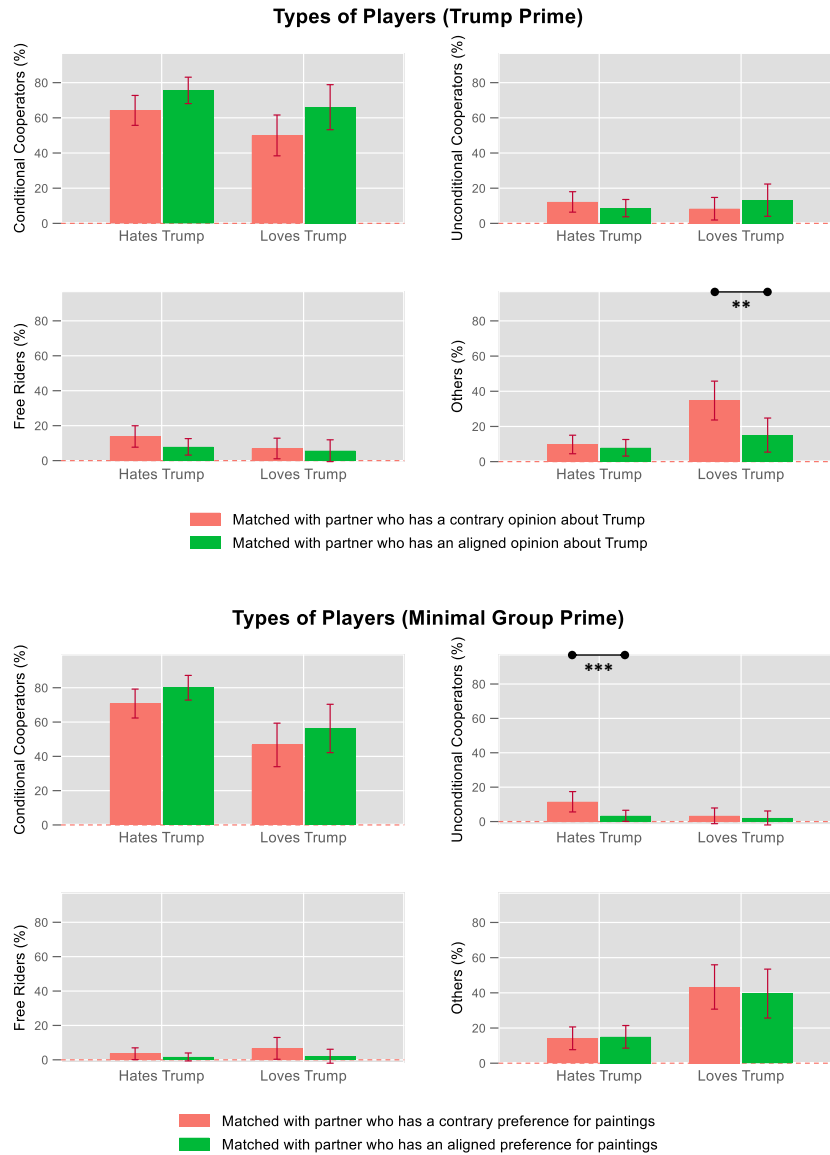 Types of Players (Trump Prime)
Conditional Cooperators (%)
80
60
40
20
0
Hates Trump Loves Trump
Unconditional Cooperators (%)
80
60
40
20
0
Hates Trump Loves Trump
Free Riders (%)
80
60
40
20
0
Hates Trump Loves Trump
Others (%)
80
60
40
20
0
**
Hates Trump Loves Trump
Matched with partner who has a contrary opinion about Trump
Matched with partner who has an aligned opinion about Trump
Types of Players (Minimal Group Prime)
Conditional Cooperators (%)
80
60
40
20
0
Hates Trump Loves Trump
Unconditional Cooperators (%)
80
60
40
20
0
***
Hates Trump Loves Trump
Free Riders (%)
80
60
40
20
0
Hates Trump Loves Trump
Others (%)
80
60
40
20
0
Hates Trump Loves Trump
Matched with partner who has a contrary preference for paintings
Matched with partner who has an aligned preference for paintings